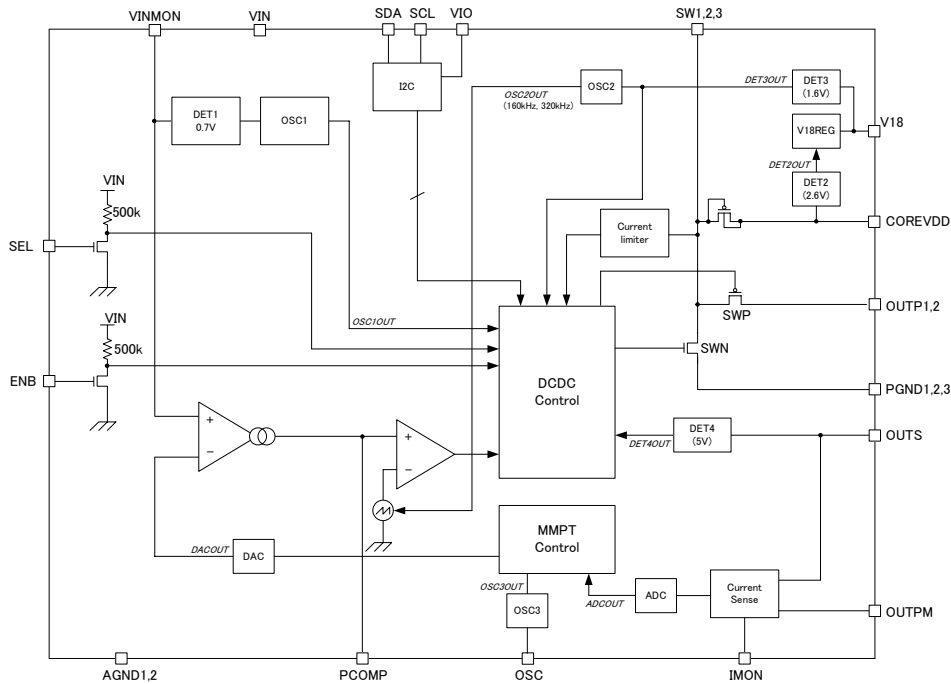 VINMON
VIN
SDA
SCL
VIO
SW1,2,3
I2C
OSC2OUT
(160kHz, 320kHz)
OSC2
DET3OUT
DET3
(1.6V)
DET1
0.7V
OSC1
V18REG
V18
DET2OUT
DET2
(2.6V)
VIN
500k
SEL
Current
limiter
COREVDD
OUTP1,2
SWP
VIN
500k
OSC1OUT
SWN
ENB
DCDC
Control
PGND1,2,3
+
−
+
−
DET4OUT
DET4
(5V)
OUTS
MMPT
Control
DACOUT
DAC
OSC3OUT
OSC3
ADCOUT
ADC
Current
Sense
OUTPM
AGND1,2
PCOMP
OSC
IMON